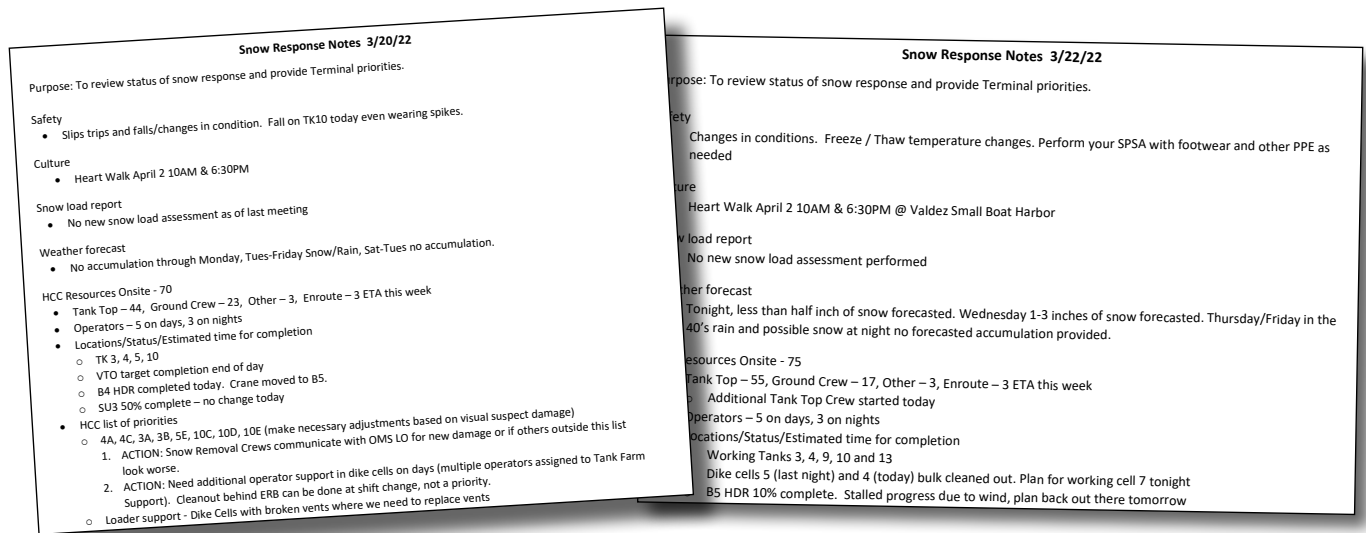 Snow Response Notes 3/20/22
Purpose: To review status of snow response and provide Terminal priorities.
Safety
• Slips trips and falls/changes in condition. Fall on TK10 today even wearing spikes.
Culture
• Heart Walk April 2 10AM & 6:30PM
Snow load report
• No new snow load assessment as of last meeting
Weather forecast
• No accumulation through Monday, Tues-Friday Snow/Rain, Sat-Tues no accumulation.
HCC Resources Onsite - 70
• Tank Top – 44, Ground Crew – 23, Other – 3, Enroute – 3 ETA this week
• Operators – 5 on days, 3 on nights
• Locations/Status/Estimated time for completion
o TK 3, 4, 5, 10
o VTO target completion end of day
o B4 HDR completed today. Crane moved to B5.
o SU3 50% complete – no change today
• HCC list of priorities
o 4A, 4C, 3A, 3B, 5E, 10C, 10D, 10E (make necessary adjustments based on visual suspect damage)
1. ACTION: Snow Removal Crews communicate with OMS LO for new damage or if others outside this list
look worse.
2. ACTION: Need additional operator support in dike cells on days (multiple operators assigned to Tank Farm
Support). Cleanout behind ERB can be done at shift change, not a priority.
o Loader support - Dike Cells with broken vents where we need to replace vents
Snow Response Notes 3/22/22
rpose: To review status of snow response and provide Terminal priorities.
ety
Changes in conditions. Freeze / Thaw temperature changes. Perform your SPSA with footwear and other PPE as
needed
ture
Heart Walk April 2 10AM & 6:30PM @ Valdez Small Boat Harbor
w load report
No new snow load assessment performed
her forecast
Tonight, less than half inch of snow forecasted. Wednesday 1-3 inches of snow forecasted. Thursday/Friday in the
40's rain and possible snow at night no forecasted accumulation provided.
esources Onsite - 75
Tank Top – 55, Ground Crew – 17, Other – 3, Enroute – 3 ETA this week
o Additional Tank Top Crew started today
Operators – 5 on days, 3 on nights
ocations/Status/Estimated time for completion
Working Tanks 3, 4, 9, 10 and 13
Dike cells 5 (last night) and 4 (today) bulk cleaned out. Plan for working cell 7 tonight
B5 HDR 10% complete. Stalled progress due to wind, plan back out there tomorrow